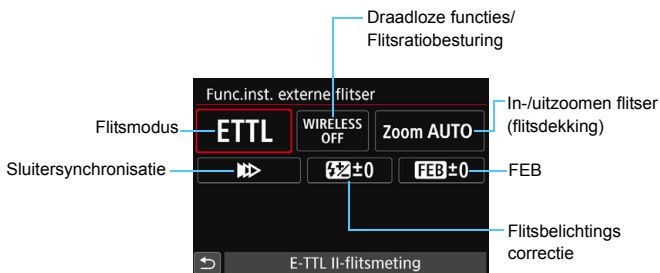 Draadloze functies/
Flitsratiobesturing
Func.inst. externe flitser
Flitsmodus
ETTL
WIRELESS
OFF
Zoom AUTO
In-/uitzoomen flitser
(flitsdekking)
Sluitersynchronisatie
±0
FEB±0
FEB
Flitsbelichtings
correctie
E-TTL II-flitsmeting